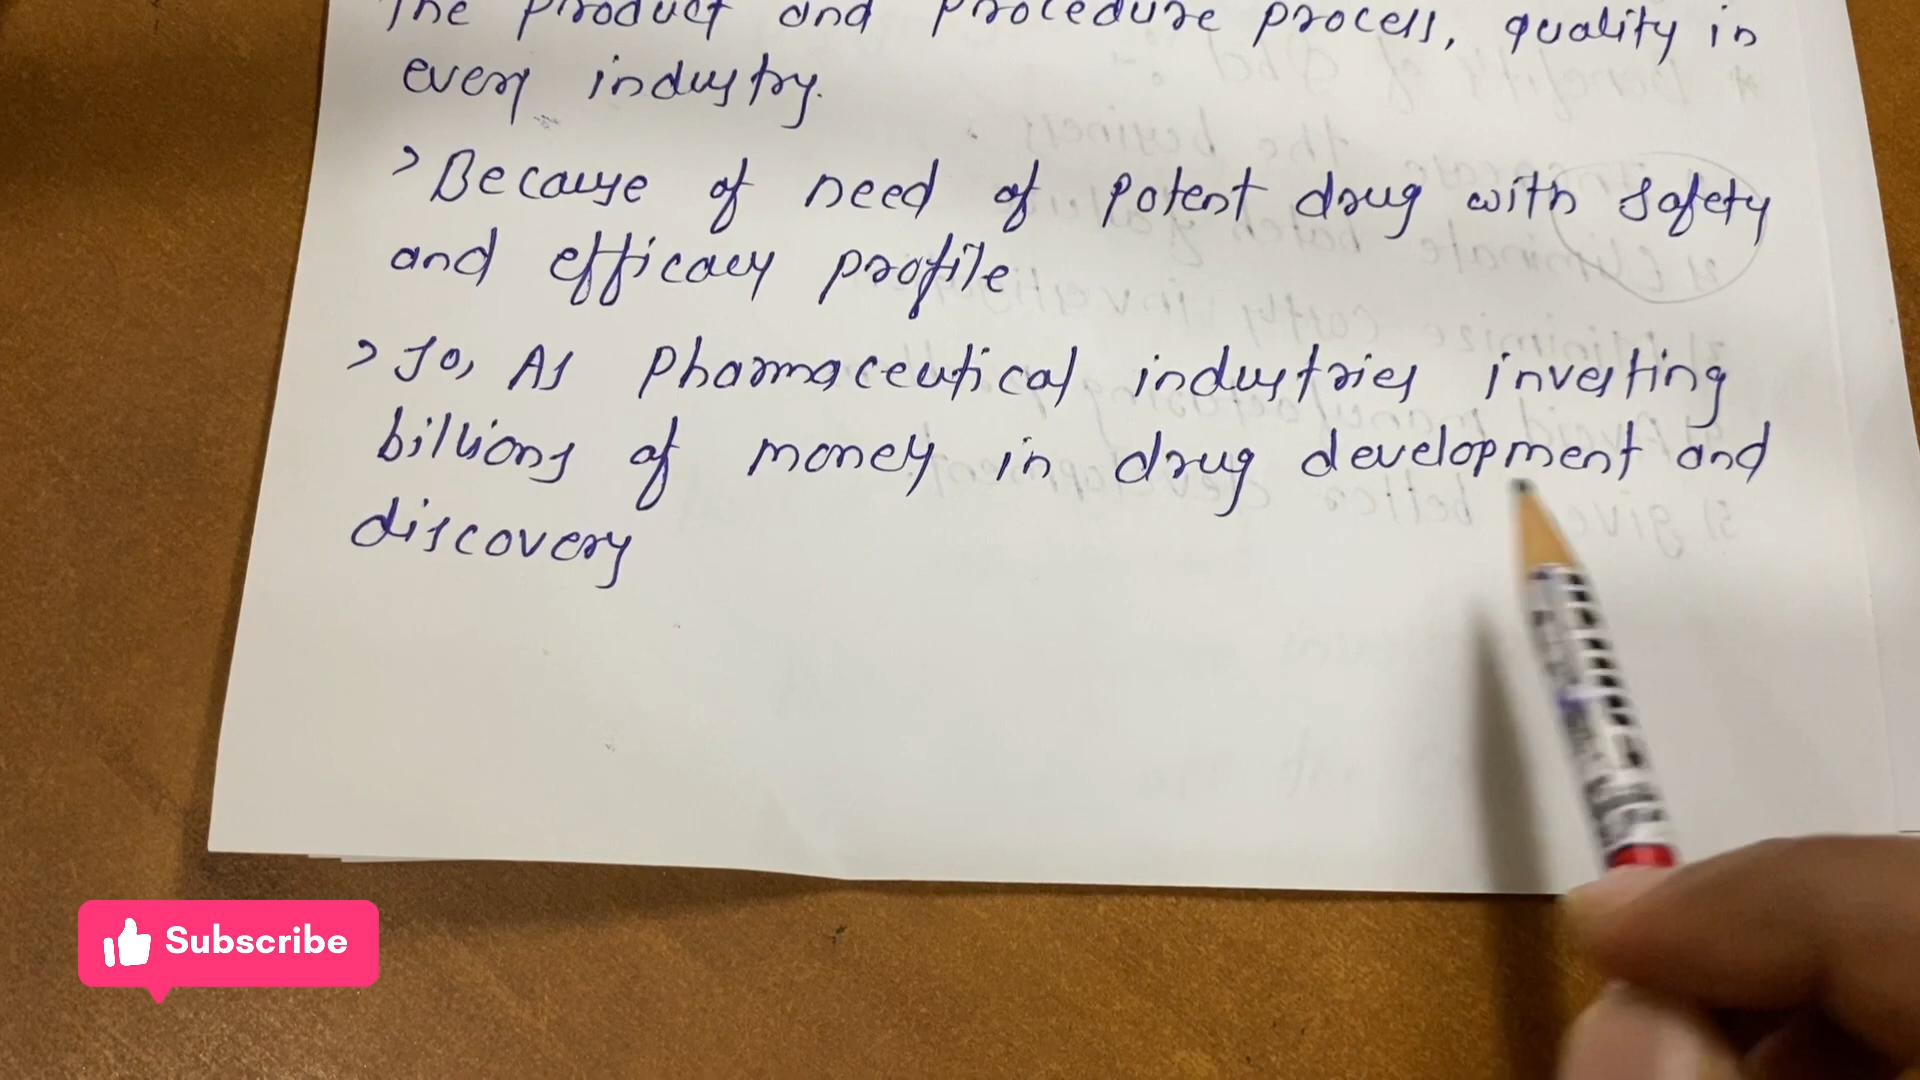 The product and procedure process, quality in
every industry.
> Because of need of potent drug with safety
and efficacy profile
> So, As pharmaceutical industries investing
billions of money in drug development and
discovery
Subscribe